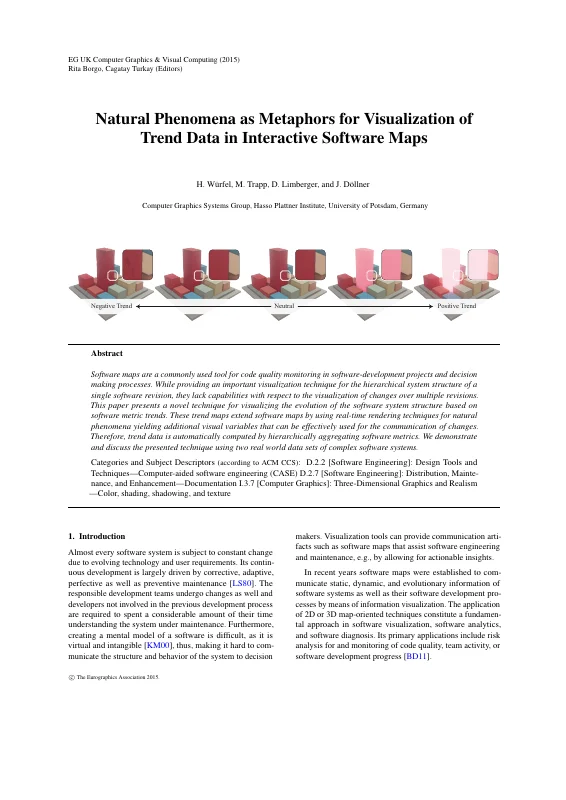 EG UK Computer Graphics & Visual Computing (2015)
Rita Borgo, Cagatay Turkay (Editors)
Natural Phenomena as Metaphors for Visualization of
Trend Data in Interactive Software Maps
H. Würfel, M. Trapp, D. Limberger, and J. Döllner
Computer Graphics Systems Group, Hasso Plattner Institute, University of Potsdam, Germany
Negative Trend
Neutral
Positive Trend
Abstract
Software maps are a commonly used tool for code quality monitoring in software-development projects and decision
making processes. While providing an important visualization technique for the hierarchical system structure of a
single software revision, they lack capabilities with respect to the visualization of changes over multiple revisions.
This paper presents a novel technique for visualizing the evolution of the software system structure based on
software metric trends. These trend maps extend software maps by using real-time rendering techniques for natural
phenomena yielding additional visual variables that can be effectively used for the communication of changes.
Therefore, trend data is automatically computed by hierarchically aggregating software metrics. We demonstrate
and discuss the presented technique using two real world data sets of complex software systems.
Categories and Subject Descriptors (according to ACM CCS): D.2.2 [Software Engineering]: Design Tools and
Techniques—Computer-aided software engineering (CASE) D.2.7 [Software Engineering]: Distribution, Mainte-
nance, and Enhancement—Documentation I.3.7 [Computer Graphics]: Three-Dimensional Graphics and Realism
—Color, shading, shadowing, and texture
1. Introduction
Almost every software system is subject to constant change
due to evolving technology and user requirements. Its contin-
uous development is largely driven by corrective, adaptive,
perfective as well as preventive maintenance [LS80]. The
responsible development teams undergo changes as well and
developers not involved in the previous development process
are required to spent a considerable amount of their time
understanding the system under maintenance. Furthermore,
creating a mental model of a software is difficult, as it is
virtual and intangible [KM00], thus, making it hard to com-
municate the structure and behavior of the system to decision
makers. Visualization tools can provide communication arti-
facts such as software maps that assist software engineering
and maintenance, e.g., by allowing for actionable insights.
In recent years software maps were established to com-
municate static, dynamic, and evolutionary information of
software systems as well as their software development pro-
cesses by means of information visualization. The application
of 2D or 3D map-oriented techniques constitute a fundamen-
tal approach in software visualization, software analytics,
and software diagnosis. Its primary applications include risk
analysis for and monitoring of code quality, team activity, or
software development progress [BD11].
© The Eurographics Association 2015.